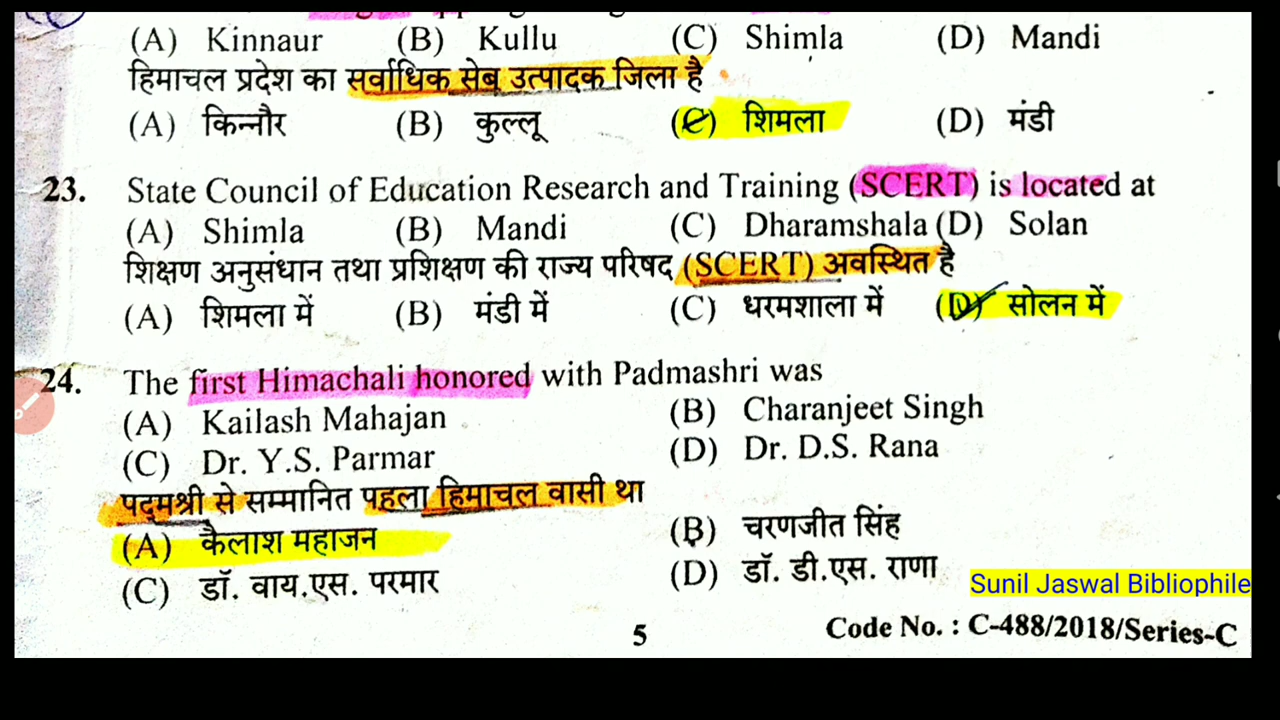 (A) Kinnaur (B) Kullu (C) Shimla (D) Mandi
हिमाचल प्रदेश का सर्वाधिक सेब उत्पादक जिला है
(A) किन्नौर (B) कुल्लू (C) शिमला (D) मंडी
23. State Council of Education Research and Training (SCERT) is located at
(A) Shimla (B) Mandi (C) Dharamshala (D) Solan
शिक्षण अनुसंधान तथा प्रशिक्षण की राज्य परिषद (SCERT) अवस्थित है
(A) शिमला में (B) मंडी में (C) धरमशाला में (D) सोलन में
24. The first Himachali honored with Padmashri was
(A) Kailash Mahajan (B) Charanjeet Singh
(C) Dr. Y.S. Parmar (D) Dr. D.S. Rana
पद्मश्री से सम्मानित पहला हिमाचल वासी था
(A) कैलाश महाजन (B) चरणजीत सिंह
(C) डॉ. वाय.एस. परमार (D) डॉ. डी.एस. राणा
Sunil Jaswal Bibliophile
5 Code No. : C-488/2018/Series-C